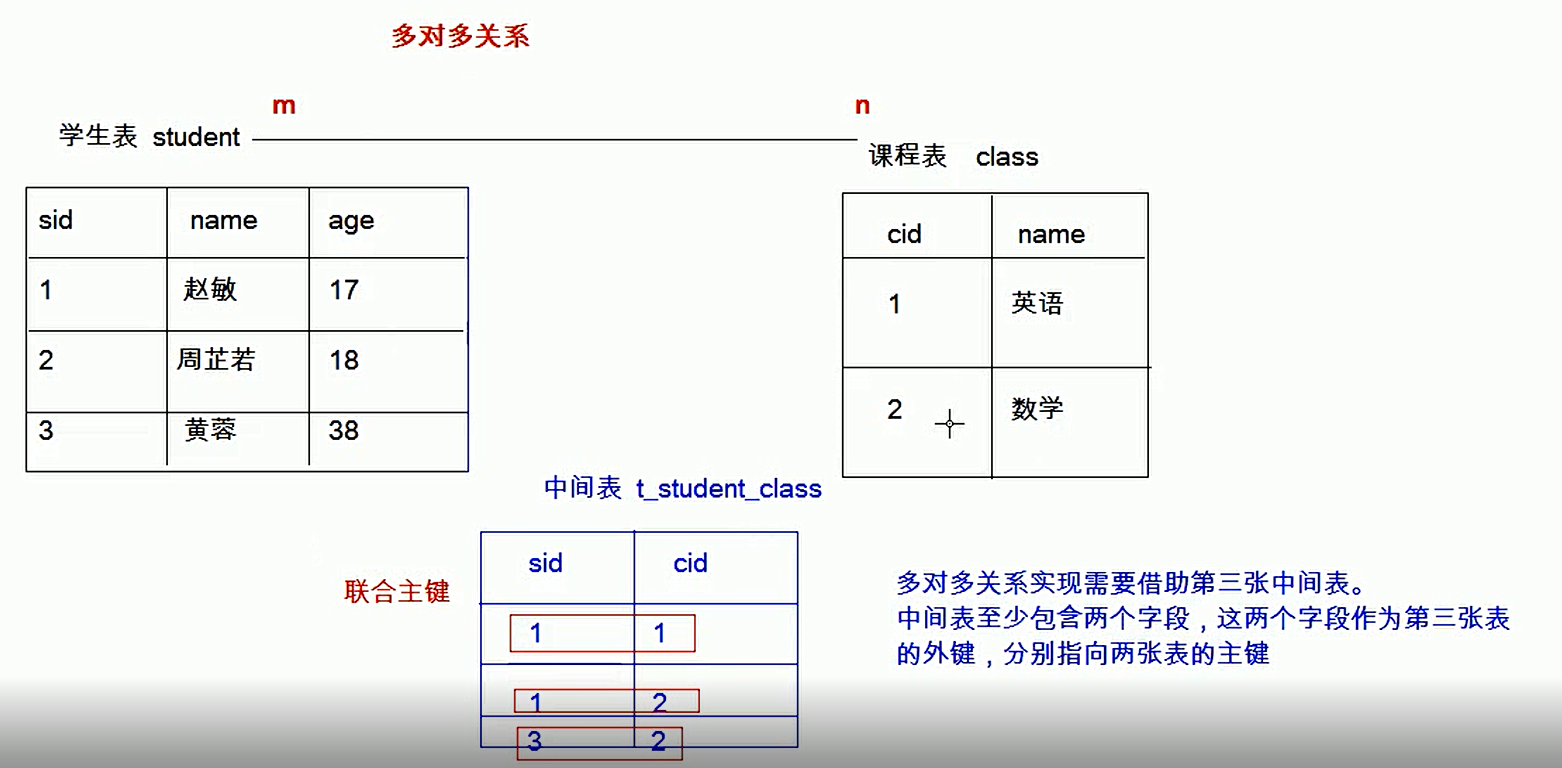 多对多关系
m
n
学生表 student
课程表 class
sid name age
1 赵敏 17
2 周芷若 18
3 黄蓉 38
cid name
1 英语
2 数学
中间表 t_student_class
联合主键
sid cid
1 1
1 2
3 2
多对多关系实现需要借助第三张中间表。
中间表至少包含两个字段，这两个字段作为第三张表
的外键，分别指向两张表的主键